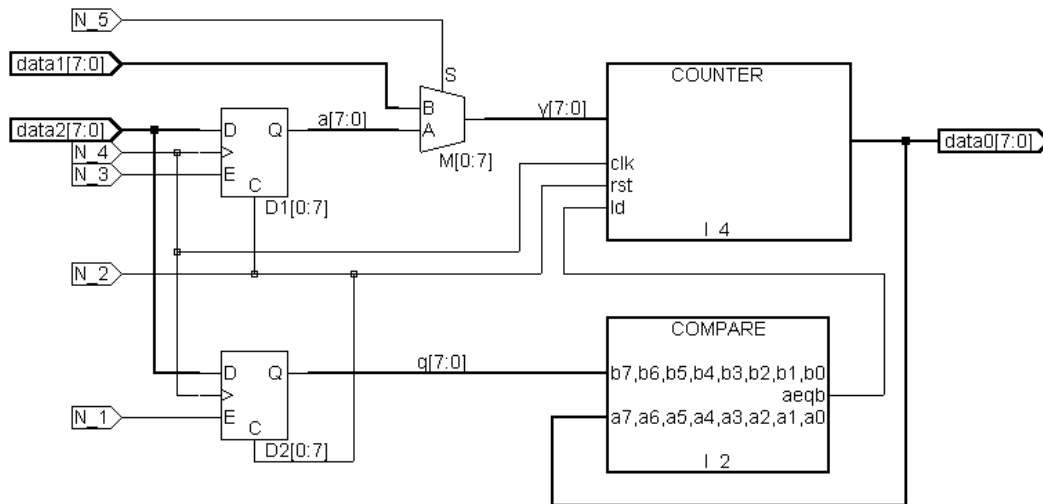 N_5
data1[7:0]
S
COUNTER
B
a[7:0]
y[7:0]
data2[7:0]
D
Q
A
data0[7:0]
N_4
M[0:7]
clk
N_3
E
rst
C
D1[0:7]
ld
I_4
N_2
COMPARE
D
Q
q[7:0]
b7,b6,b5,b4,b3,b2,b1,b0
aeqb
N_1
E
a7,a6,a5,a4,a3,a2,a1,a0
C
D2[0:7]
I_2